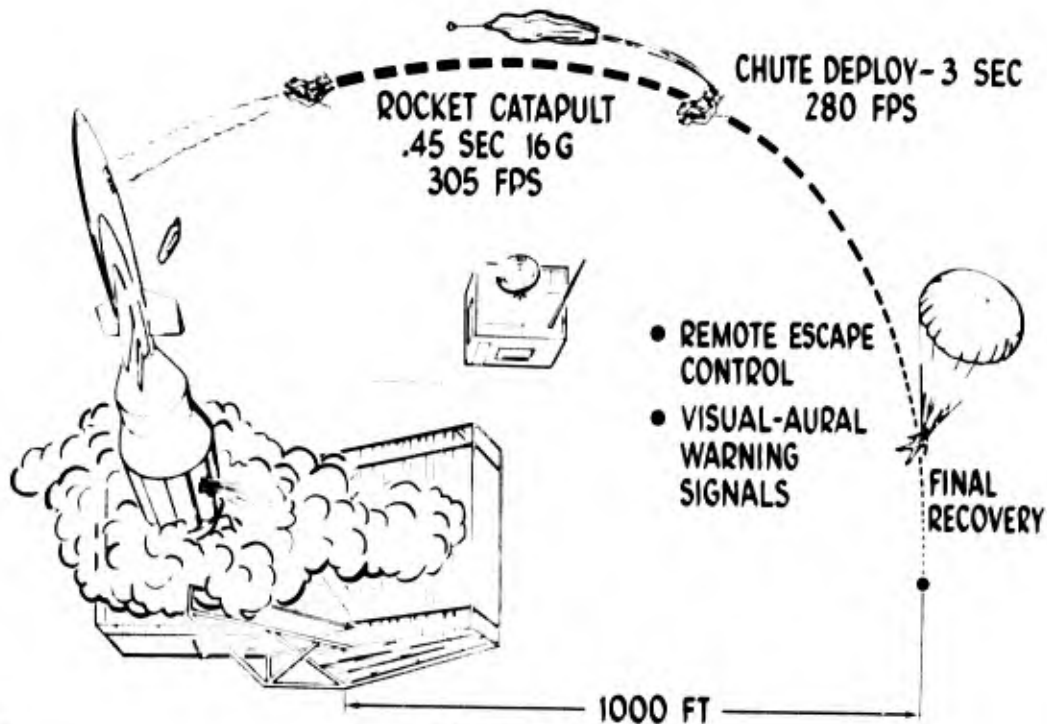 CHUTE DEPLOY-3 SEC
280 FPS
ROCKET CATAPULT
.45 SEC 16G
305 FPS
• REMOTE ESCAPE
CONTROL
• VISUAL-AURAL
WARNING
SIGNALS
FINAL
RECOVERY
1000 FT